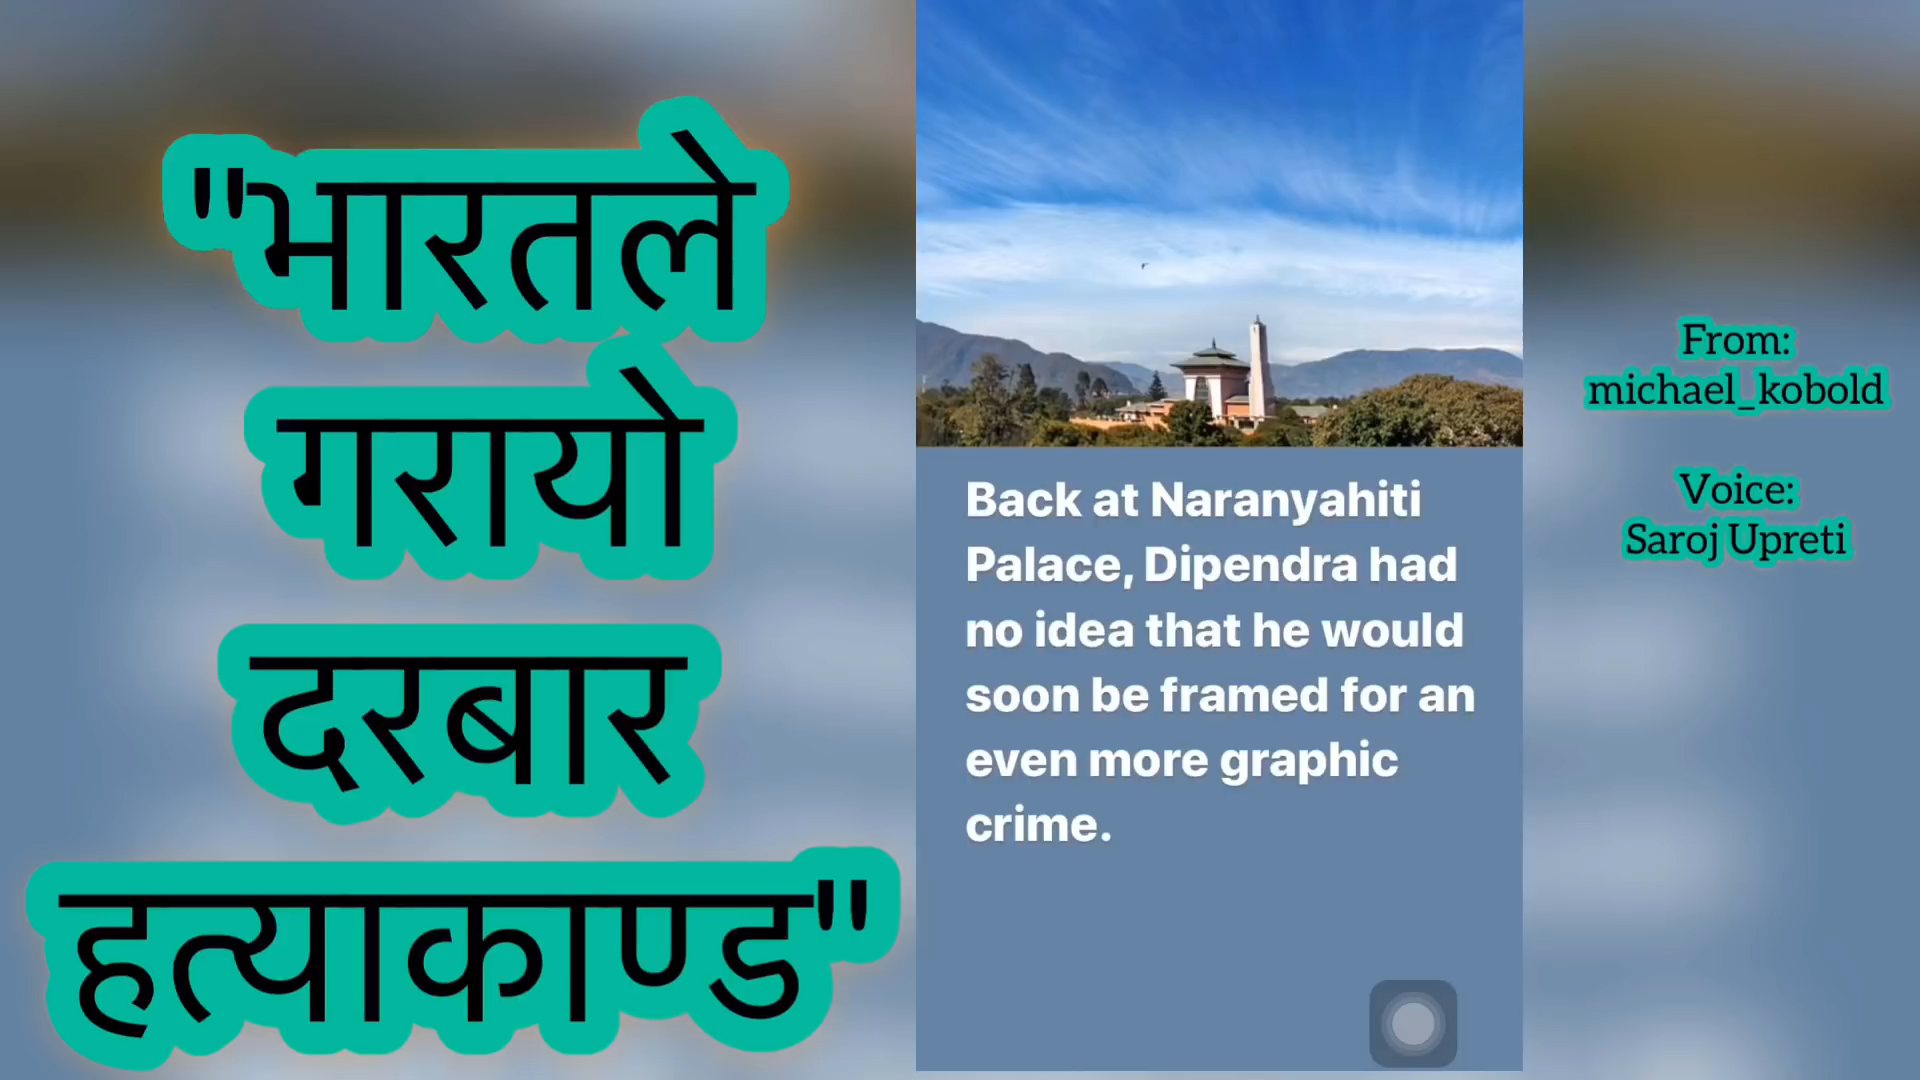 "भारतले
गरायो
दरबार
हत्याकाण्ड"
Back at Naranyahiti
Palace, Dipendra had
no idea that he would
soon be framed for an
even more graphic
crime.
From:
michael_kobold
Voice:
Saroj Upreti